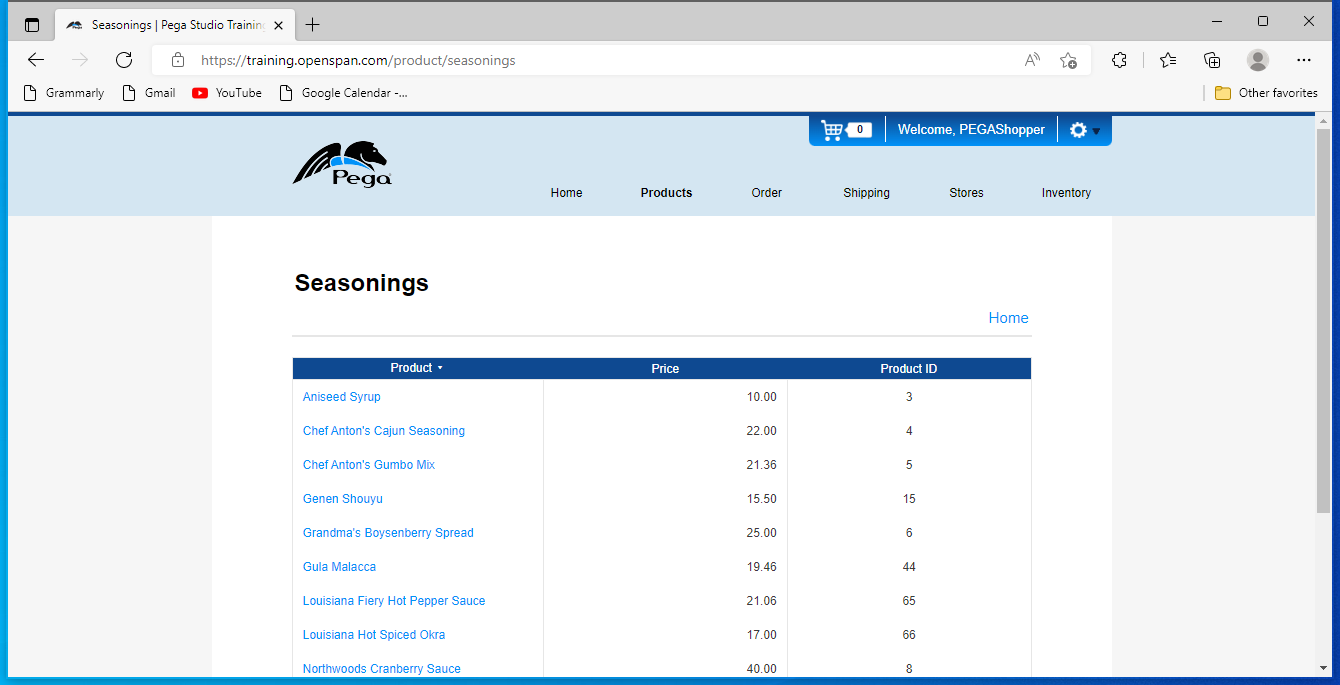 Seasonings | Pega Studio Training
https://training.openspan.com/product/seasonings
Grammarly Gmail YouTube Google Calendar -... Other favorites
0 Welcome, PEGAShopper
Pega
Home Products Order Shipping Stores Inventory
Seasonings
Home
Product Price Product ID
Aniseed Syrup 10.00 3
Chef Anton's Cajun Seasoning 22.00 4
Chef Anton's Gumbo Mix 21.36 5
Genen Shouyu 15.50 15
Grandma's Boysenberry Spread 25.00 6
Gula Malacca 19.46 44
Louisiana Fiery Hot Pepper Sauce 21.06 65
Louisiana Hot Spiced Okra 17.00 66
Northwoods Cranberry Sauce 40.00 8